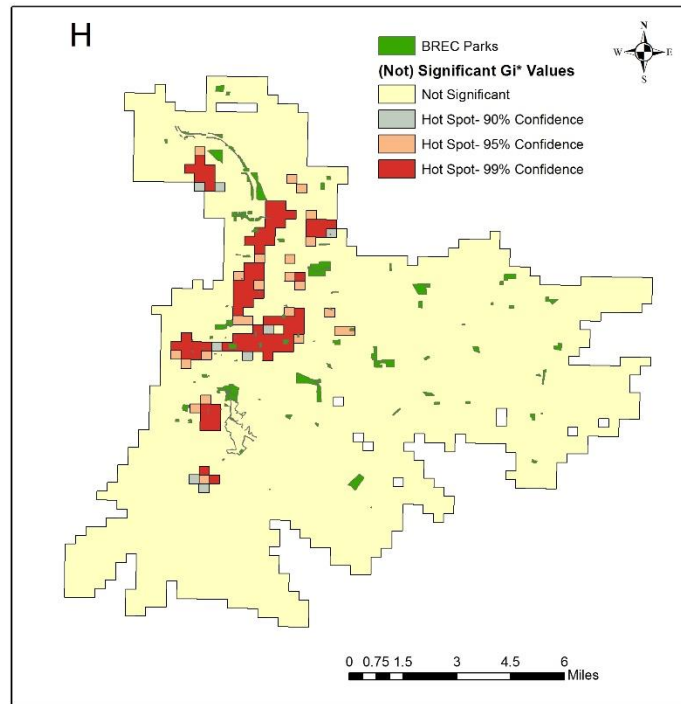 H
BREC Parks
(Not) Significant Gi* Values
Not Significant
Hot Spot- 90% Confidence
Hot Spot- 95% Confidence
Hot Spot- 99% Confidence
N
W E
S
0 0.75 1.5 3 4.5 6
Miles